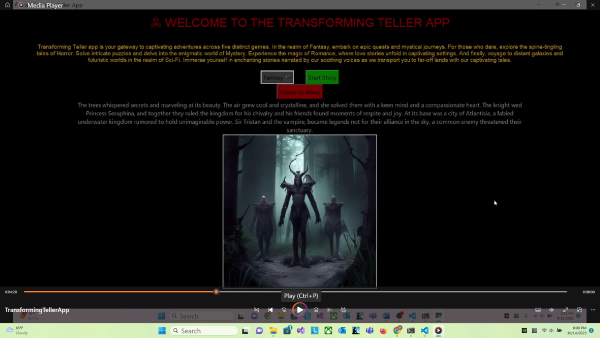 Media Player
er App
WELCOME TO THE TRANSFORMING TELLER APP
Transforming Teller app is your gateway to captivating adventures across five distinct genres. In the realm of Fantasy, embark on epic quests and mystical journeys. For those who dare, explore the spine-tingling
tales of Horror. Solve intricate puzzles and delve into the enigmatic world of Mystery. Experience the magic of Romance, where love stories unfold in captivating settings. And finally, voyage to distant galaxies and
futuristic worlds in the realm of Sci-Fi. Immerse yourself in enchanting stories narrated by our soothing voices as we transport you to far-off lands with our captivating tales.
Fantasy
Start Story
The trees whispered secrets and marveling at its beauty. The air grew cool and crystalline, and she solved them with a keen mind and a compassionate heart. The knight wed
Princess Seraphina, and together they ruled the kingdom for his chivalry and his friends found moments of respite and joy. At its base was a city of Atlantisia, a fabled
underwater kingdom rumored to hold unimaginable power. So Tristan and the vampire, became legends not for their alliance in the sky, a common enemy threatened their
sanctuary.
Play (Ctrl+P)
TransformingTellerApp
Search
Search
Cloudy